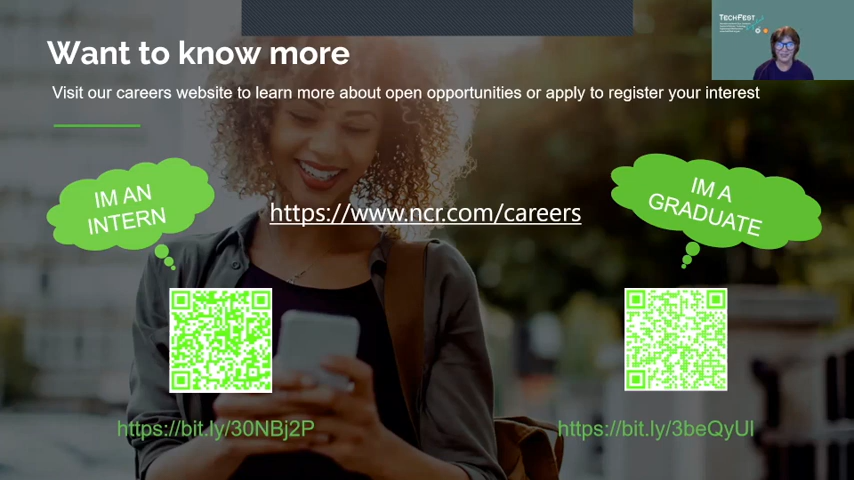 Want to know more
TECHFEST
Visit our careers website to learn more about open opportunities or apply to register your interest
IM AN
INTERN
https://www.ncr.com/careers
IM A
GRADUATE
https://bit.ly/30NBj2P
https://bit.ly/3beQyUl